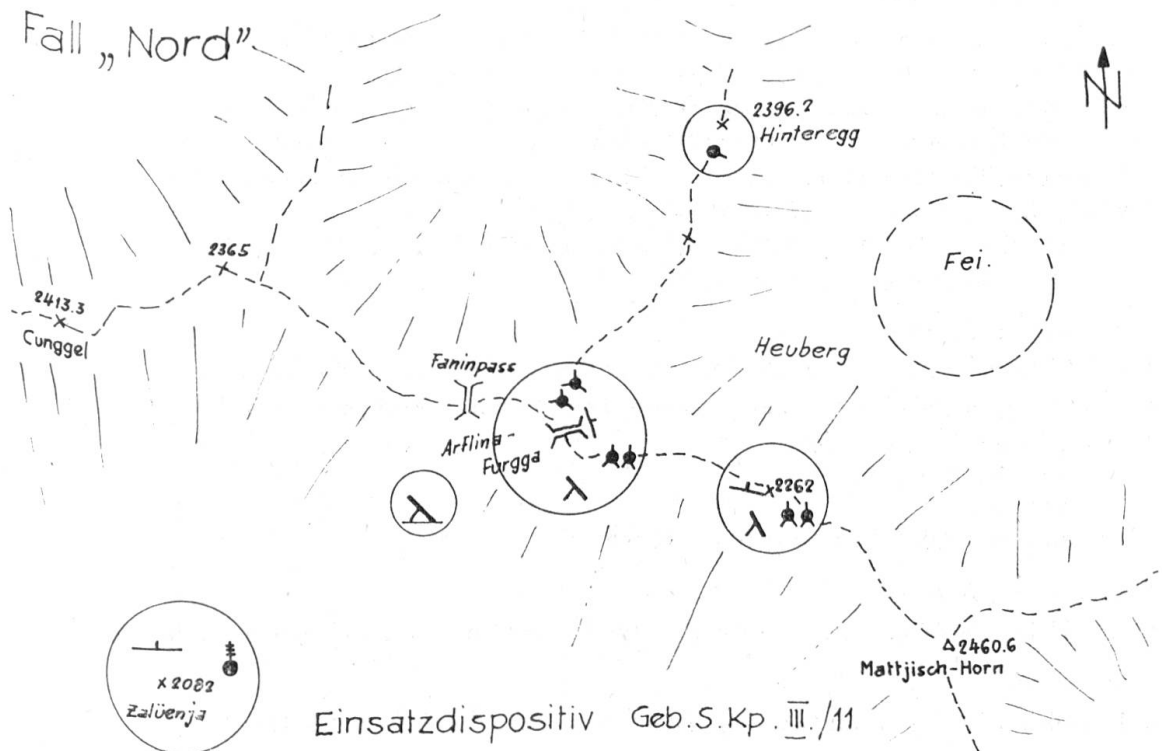 Fall „Nord”
N
2396.2
Hinteregg
2365
Fei.
2413.3
Cunggel
Heuberg
Faninpass
Arflina-
Furgga
2262
2460.6
Mattjisch-Horn
x 2082
Zalüenja
Einsatzdispositiv Geb. S. Kp. III./11